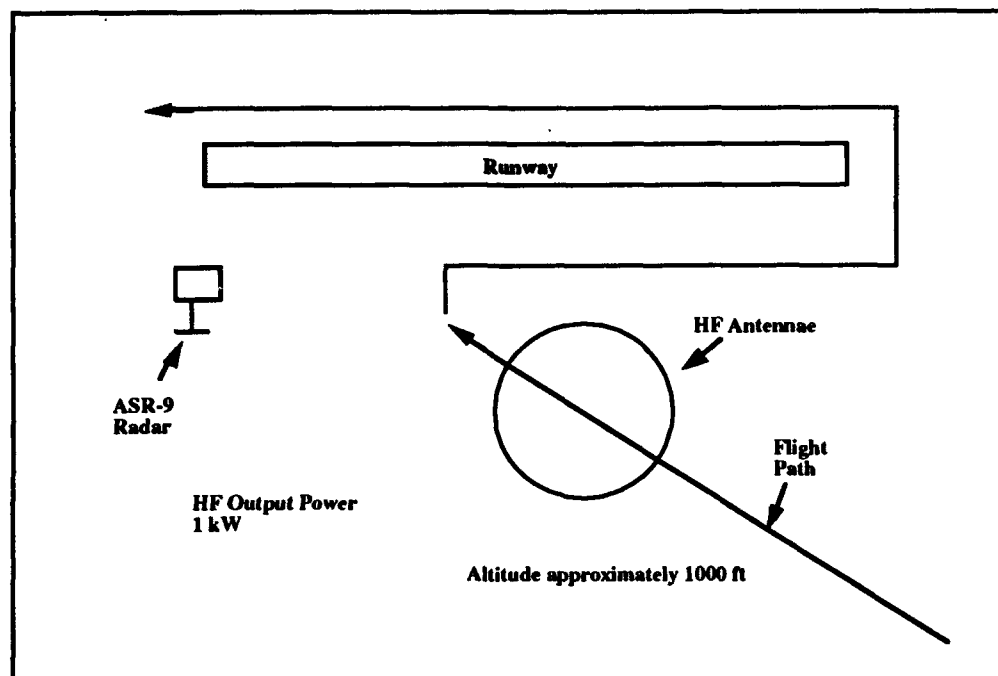 Runway
HF Antennae
ASR-9
Radar
Flight
Path
HF Output Power
1 kW
Altitude approximately 1000 ft